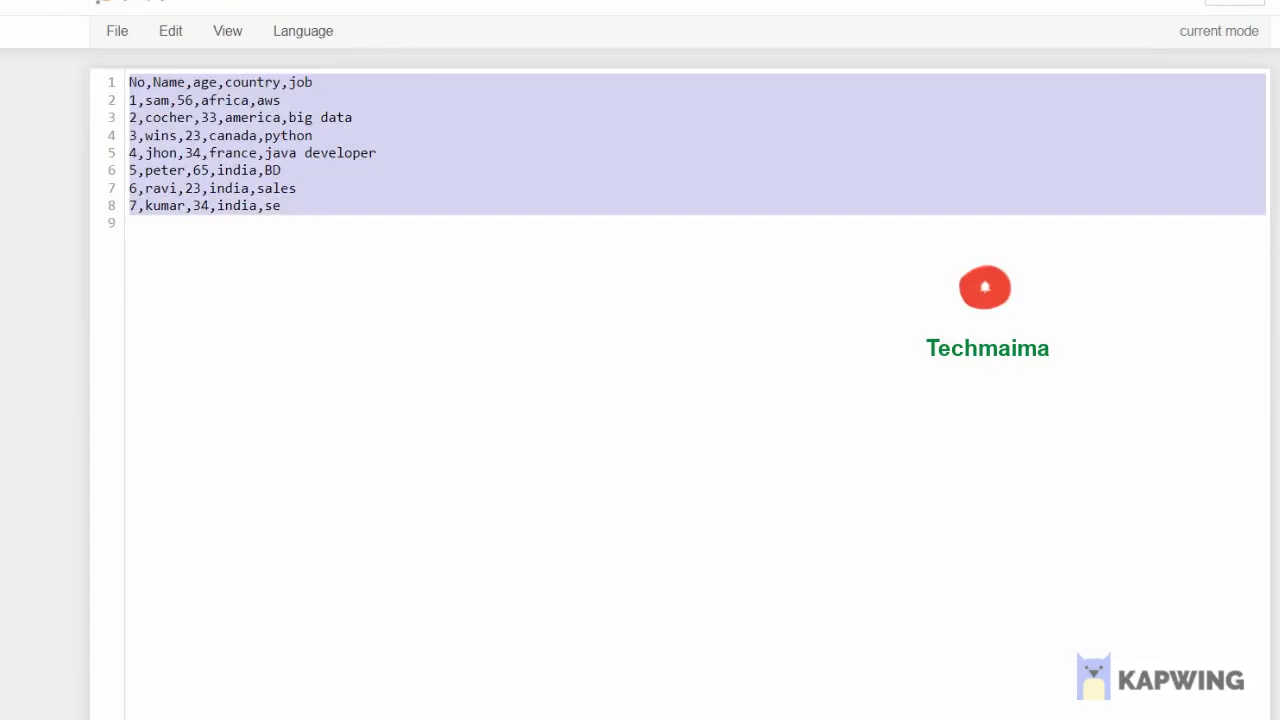 File Edit View Language current mode
1 No,Name,age,country,job
2 1,sam,56,africa,aws
3 2,cocher,33,america,big data
4 3,wins,23,canada,python
5 4,jhon,34,france,java developer
6 5,peter,65,india,BD
7 6,ravi,23,india,sales
8 7,kumar,34,india,se
9
Techmaima
KAPWING